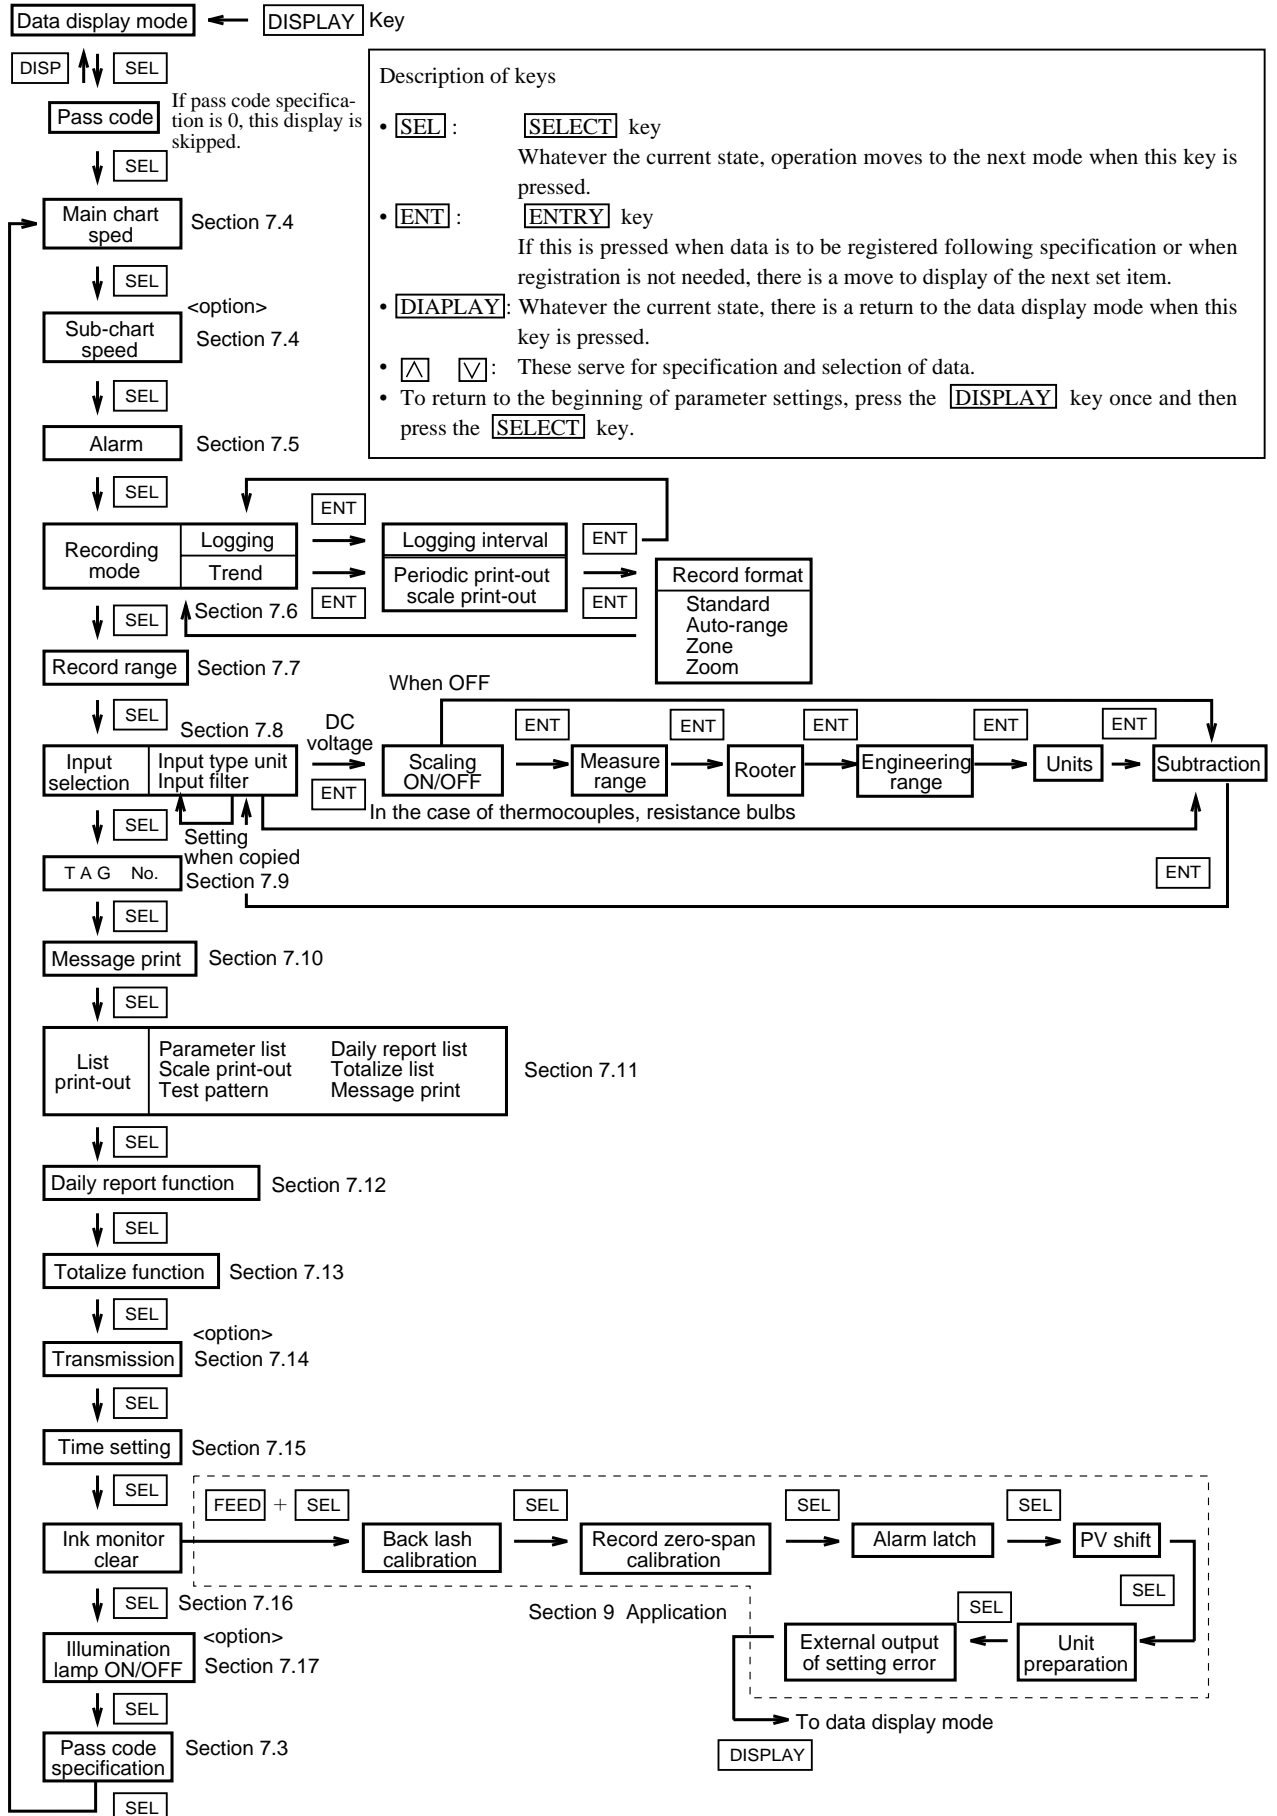 Data display mode
DISPLAY Key
DISP
SEL
Pass code
If pass code specifica-
tion is 0, this display is
skipped.
SEL
Description of keys
• SEL : SELECT key
Whatever the current state, operation moves to the next mode when this key is
pressed.
• ENT : ENTRY key
If this is pressed when data is to be registered following specification or when
registration is not needed, there is a move to display of the next set item.
• DIAPLAY: Whatever the current state, there is a return to the data display mode when this
key is pressed.
• ∧ ∨ : These serve for specification and selection of data.
• To return to the beginning of parameter settings, press the DISPLAY key once and then
press the SELECT key.
Main chart
sped
Section 7.4
SEL
<option>
Sub-chart
speed
Section 7.4
SEL
Alarm
Section 7.5
SEL
Recording
mode
Logging
Trend
ENT
ENT
Logging interval
Periodic print-out
scale print-out
ENT
ENT
Record format
Standard
Auto-range
Zone
Zoom
Section 7.6
SEL
Record range
Section 7.7
When OFF
SEL
Section 7.8
Input
selection
Input type unit
Input filter
DC
voltage
ENT
Scaling
ON/OFF
ENT
Measure
range
ENT
Rooter
ENT
Engineering
range
ENT
Units
ENT
Subtraction
In the case of thermocouples, resistance bulbs
SEL
Setting
when copied
ENT
TAG No.
Section 7.9
SEL
Message print
Section 7.10
SEL
List
print-out
Parameter list
Scale print-out
Test pattern
Daily report list
Totalize list
Message print
Section 7.11
SEL
Daily report function
Section 7.12
SEL
Totalize function
Section 7.13
SEL
<option>
Transmission
Section 7.14
SEL
Time setting
Section 7.15
SEL
FEED + SEL
SEL
SEL
SEL
Ink monitor
clear
Back lash
calibration
Record zero-span
calibration
Alarm latch
PV shift
SEL
Section 7.16
Section 9 Application
SEL
SEL
Illumination
lamp ON/OFF
<option>
Section 7.17
External output
of setting error
Unit
preparation
SEL
To data display mode
DISPLAY
Pass code
specification
Section 7.3
SEL